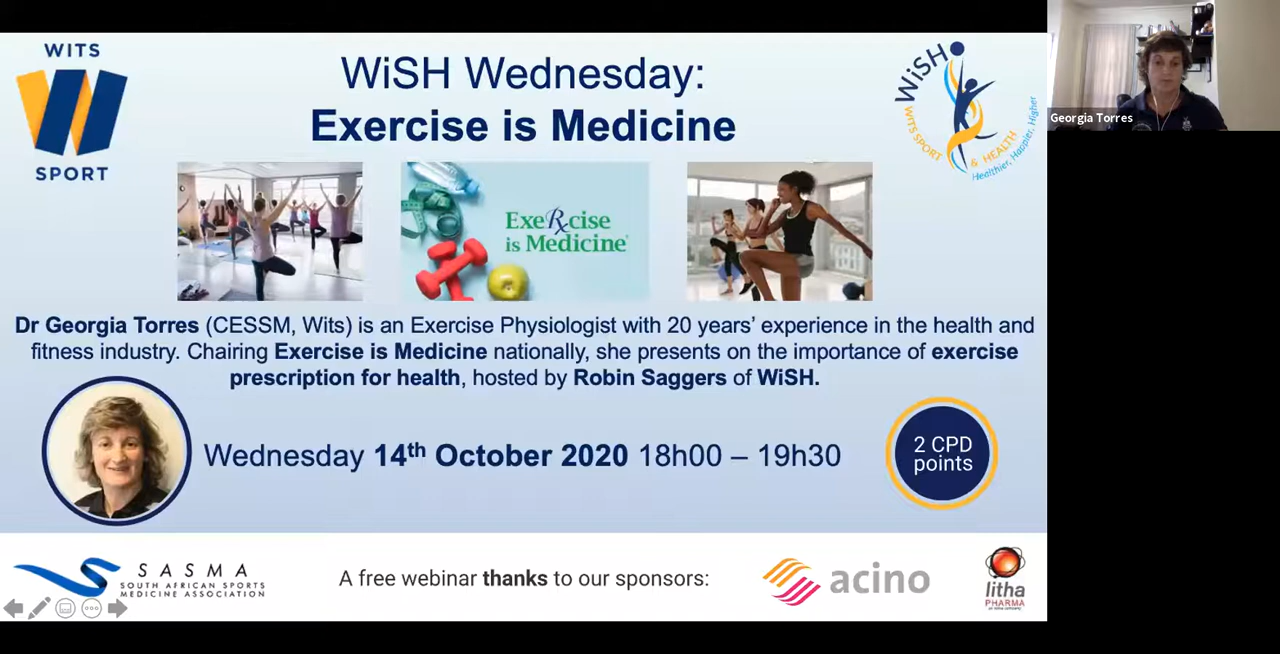 WITS
SPORT
WiSH Wednesday:
Exercise is Medicine
WiSH
WITS SPORT & HEALTH
Healthier, Happier, Higher
Georgia Torres
ExeRxcise
is Medicine®
Dr Georgia Torres (CESSM, Wits) is an Exercise Physiologist with 20 years’ experience in the health and
fitness industry. Chairing Exercise is Medicine nationally, she presents on the importance of exercise
prescription for health, hosted by Robin Saggers of WiSH.
Wednesday 14th October 2020 18h00 – 19h30
2 CPD
points
SASMA
SOUTH AFRICAN SPORTS
MEDICINE ASSOCIATION
A free webinar thanks to our sponsors:
acino
litha
PHARMA